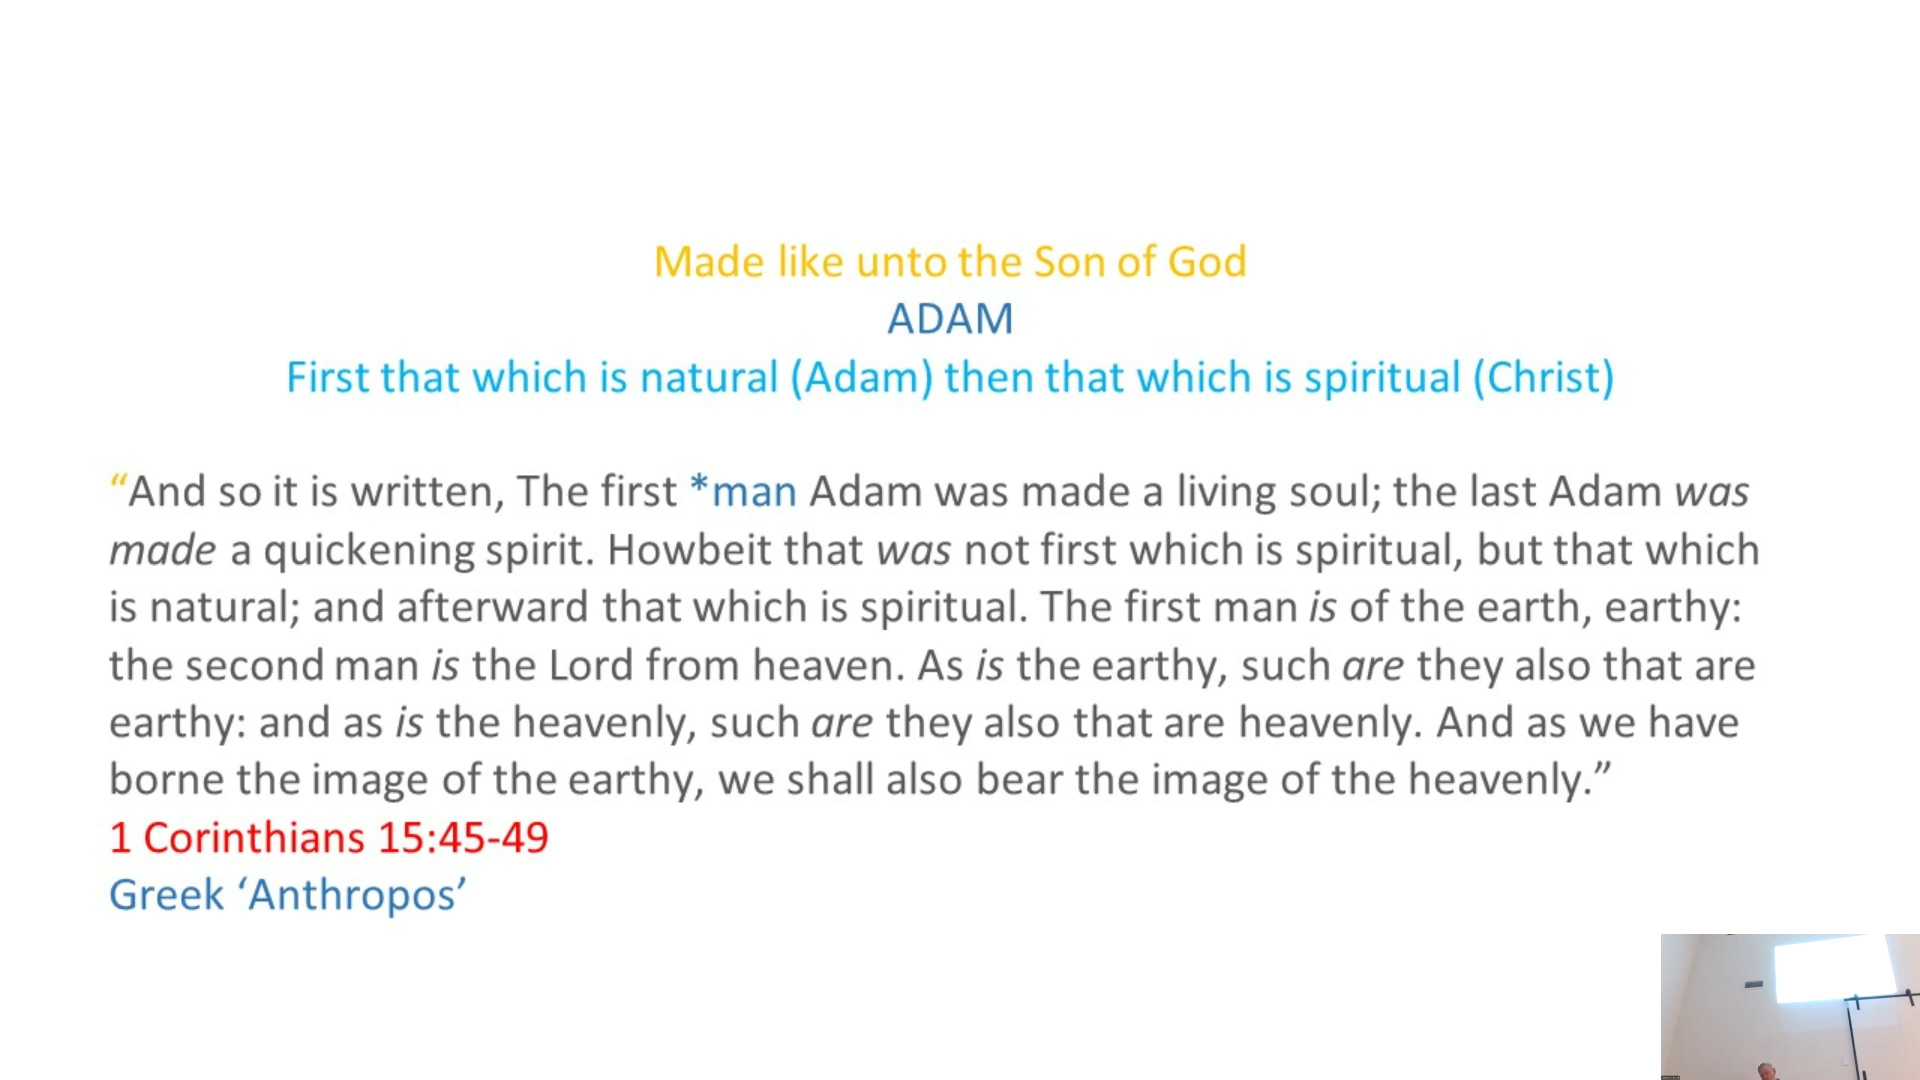 Made like unto the Son of God
ADAM
First that which is natural (Adam) then that which is spiritual (Christ)
“And so it is written, The first *man Adam was made a living soul; the last Adam was
made a quickening spirit. Howbeit that was not first which is spiritual, but that which
is natural; and afterward that which is spiritual. The first man is of the earth, earthy:
the second man is the Lord from heaven. As is the earthy, such are they also that are
earthy: and as is the heavenly, such are they also that are heavenly. And as we have
borne the image of the earthy, we shall also bear the image of the heavenly.”
1 Corinthians 15:45-49
Greek ‘Anthropos’